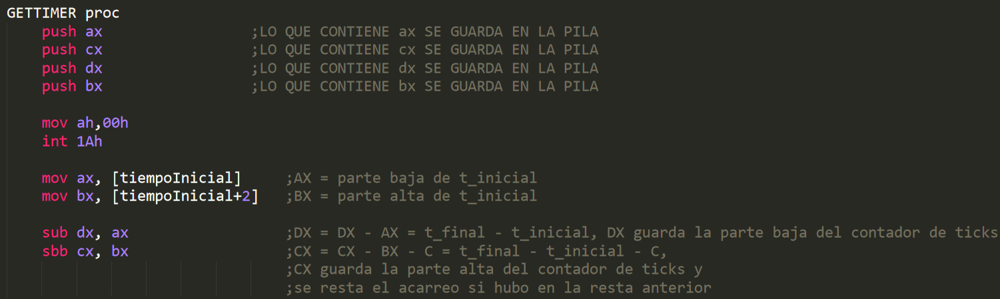 GETTIMER proc
push ax ;LO QUE CONTIENE ax SE GUARDA EN LA PILA
push cx ;LO QUE CONTIENE cx SE GUARDA EN LA PILA
push dx ;LO QUE CONTIENE dx SE GUARDA EN LA PILA
push bx ;LO QUE CONTIENE bx SE GUARDA EN LA PILA
mov ah,00h
int 1Ah
mov ax, [tiempoInicial] ;AX = parte baja de t_inicial
mov bx, [tiempoInicial+2] ;BX = parte alta de t_inicial
sub dx, ax ;DX = DX - AX = t_final - t_inicial, DX guarda la parte baja del contador de ticks
sbb cx, bx ;CX = CX - BX - C = t_final - t_inicial - C,
;CX guarda la parte alta del contador de ticks y
;se resta el acarreo si hubo en la resta anterior